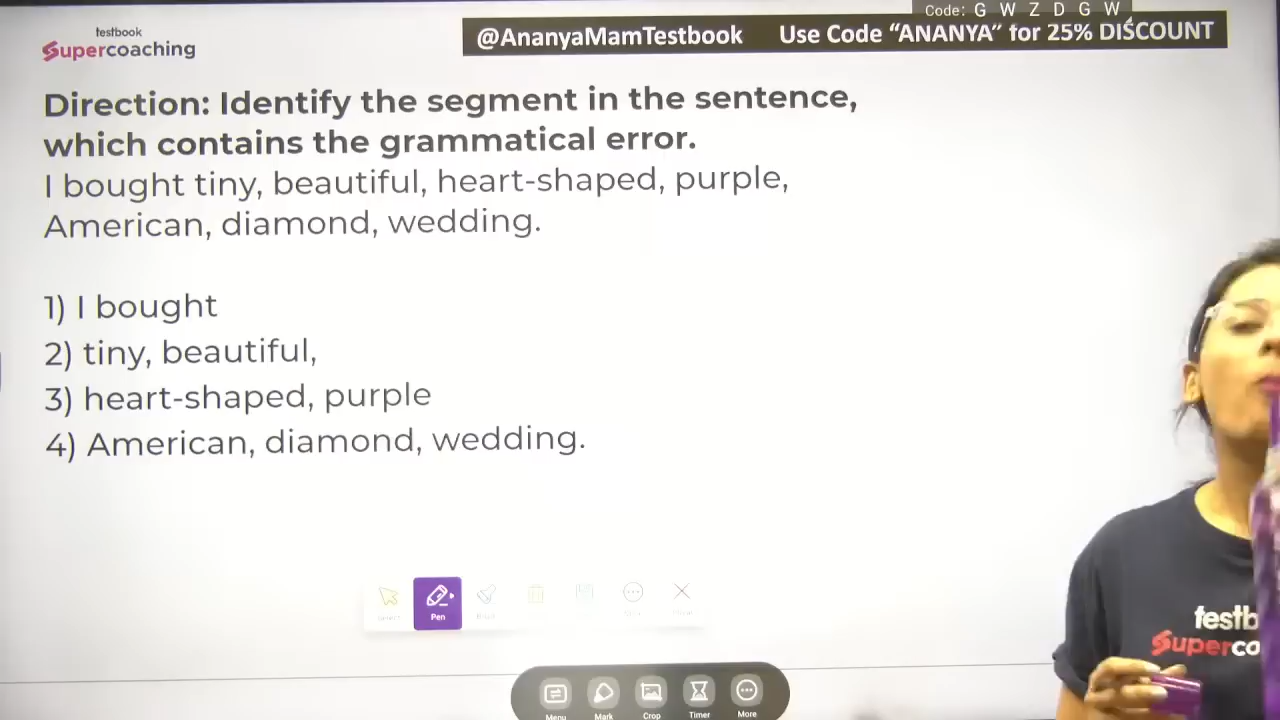 Code: G W Z D G W
testbook
Supercoaching
@AnanyaMamTestbook Use Code “ANANYA” for 25% DISCOUNT
Direction: Identify the segment in the sentence,
which contains the grammatical error.
I bought tiny, beautiful, heart-shaped, purple,
American, diamond, wedding.
1) I bought
2) tiny, beautiful,
3) heart-shaped, purple
4) American, diamond, wedding.
Select Pen
testb
Superco
Menu Mark Crop Timer More